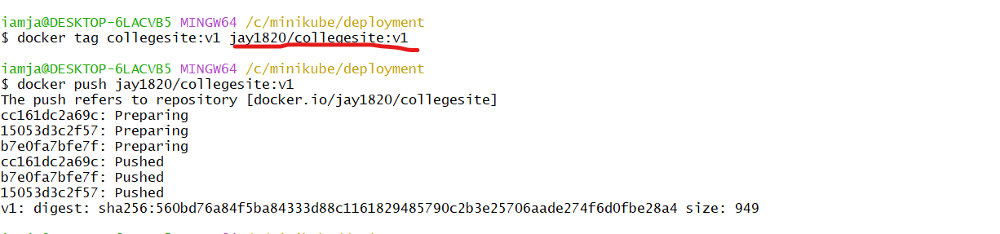 iamja@DESKTOP-6LACVB5 MINGW64 /c/minikube/deployment
$ docker tag collegesite:v1 jay1820/collegesite:v1
iamja@DESKTOP-6LACVB5 MINGW64 /c/minikube/deployment
$ docker push jay1820/collegesite:v1
The push refers to repository [docker.io/jay1820/collegesite]
cc161dc2a69c: Preparing
15053d3c2f57: Preparing
b7e0fa7bfe7f: Preparing
cc161dc2a69c: Pushed
b7e0fa7bfe7f: Pushed
15053d3c2f57: Pushed
v1: digest: sha256:560bd76a84f5ba84333d88c1161829485790c2b3e25706aade274f6d0fbe28a4 size: 949